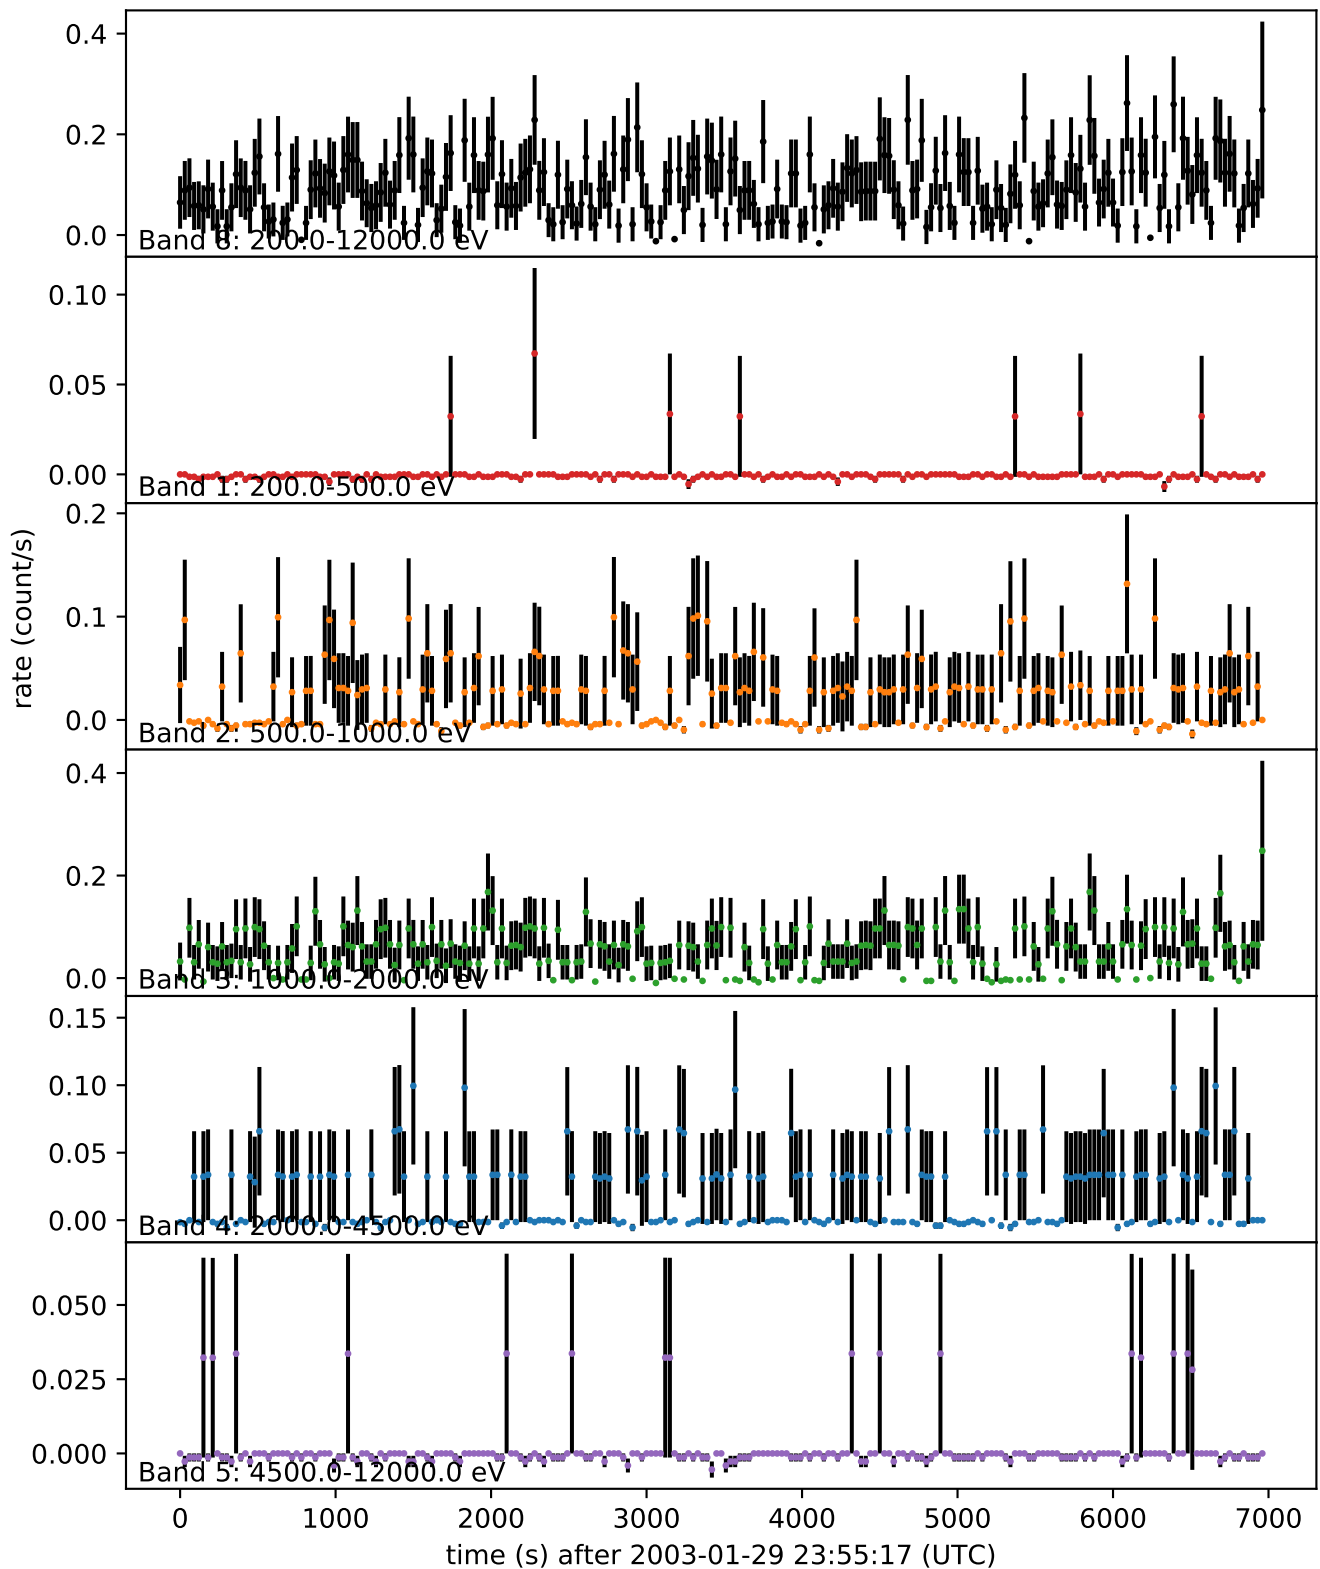 0.4
0.2
0.0
Band 8: 200.0-12000.0 eV
0.10
0.05
0.00
Band 1: 200.0-500.0 eV
0.2
0.1
0.0
Band 2: 500.0-1000.0 eV
rate (count/s)
0.4
0.2
0.0
Band 3: 1000.0-2000.0 eV
0.15
0.10
0.05
0.00
Band 4: 2000.0-4500.0 eV
0.050
0.025
0.000
Band 5: 4500.0-12000.0 eV
0 1000 2000 3000 4000 5000 6000 7000
time (s) after 2003-01-29 23:55:17 (UTC)